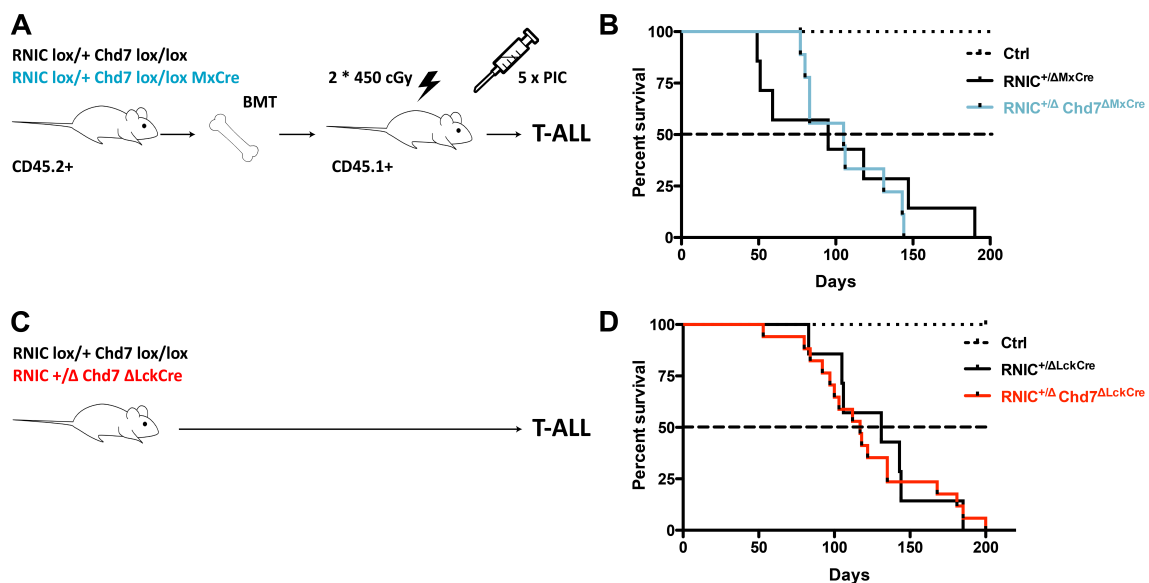 A
RNIC lox/+ Chd7 lox/lox
RNIC lox/+ Chd7 lox/lox MxCre
BMT
2 * 450 cGy
5 x PIC
T-ALL
CD45.2+
CD45.1+
B
Percent survival
100
75
50
25
0
0 50 100 150 200
Days
Ctrl
RNIC+/ΔMxCre
RNIC+/Δ Chd7ΔMxCre
C
RNIC lox/+ Chd7 lox/lox
RNIC +/Δ Chd7 ΔLckCre
T-ALL
D
Percent survival
100
75
50
25
0
0 50 100 150 200
Days
Ctrl
RNIC+/ΔLckCre
RNIC+/Δ Chd7ΔLckCre